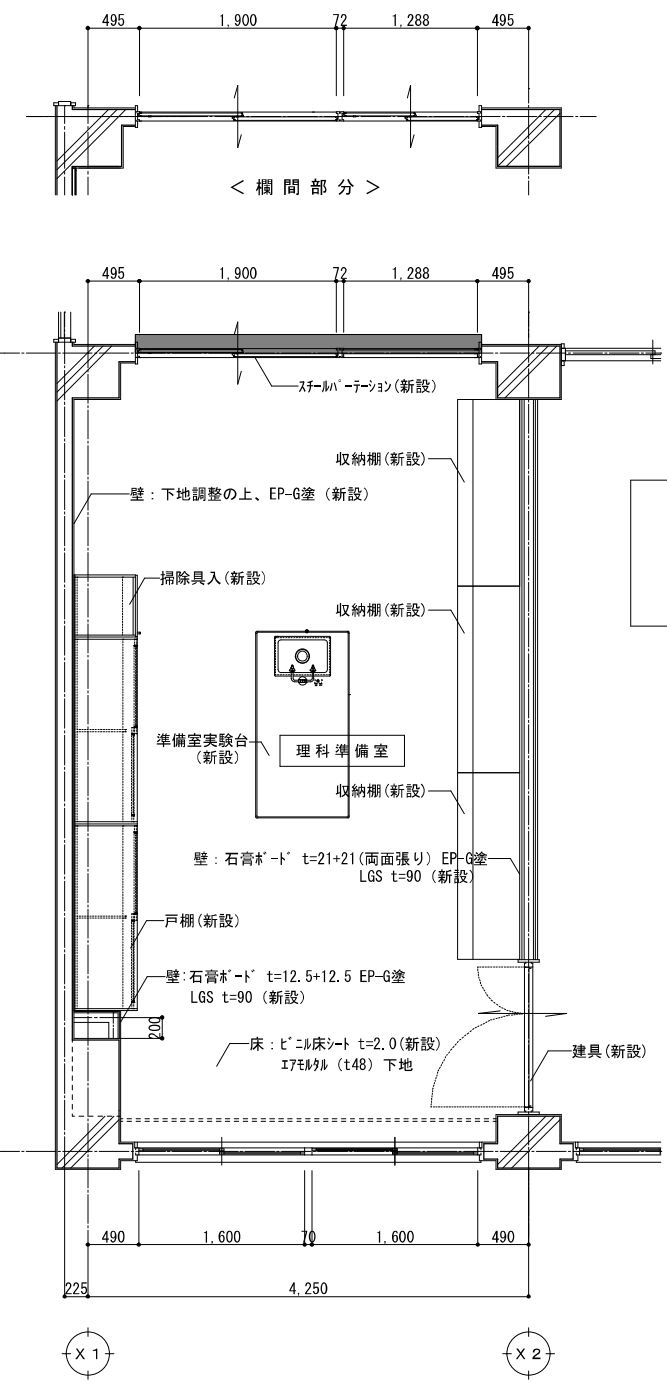 495 1,900 72 1,288 495
＜ 欄 間 部 分 ＞
495 1,900 72 1,288 495
ｽﾁｰﾙﾊﾟｰﾃｰｼｮﾝ(新設)
収納棚(新設)
壁：下地調整の上、EP-G塗 (新設)
掃除具入(新設)
収納棚(新設)
準備室実験台
(新設)
理科準備室
収納棚(新設)
壁：石膏ﾎﾞｰﾄﾞ t=21+21(両面張り) EP-G塗
LGS t=90 (新設)
戸棚(新設)
壁:石膏ﾎﾞｰﾄﾞ t=12.5+12.5 EP-G塗
LGS t=90 (新設)
200
床：ﾋﾞﾆﾙ床ｼｰﾄ t=2.0(新設)
ｴｱﾓﾙﾀﾙ (t48) 下地
建具(新設)
490 1,600 70 1,600 490
225 4,250
X 1 X 2